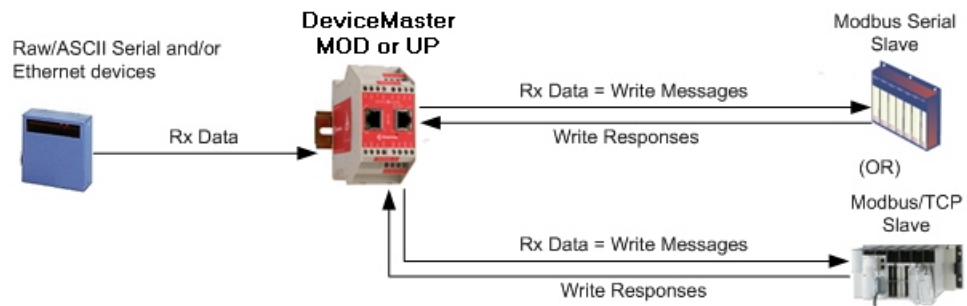 DeviceMaster
MOD or UP
Raw/ASCII Serial and/or
Ethernet devices
Rx Data
Modbus Serial
Slave
Rx Data = Write Messages
Write Responses
(OR)
Modbus/TCP
Slave
Rx Data = Write Messages
Write Responses